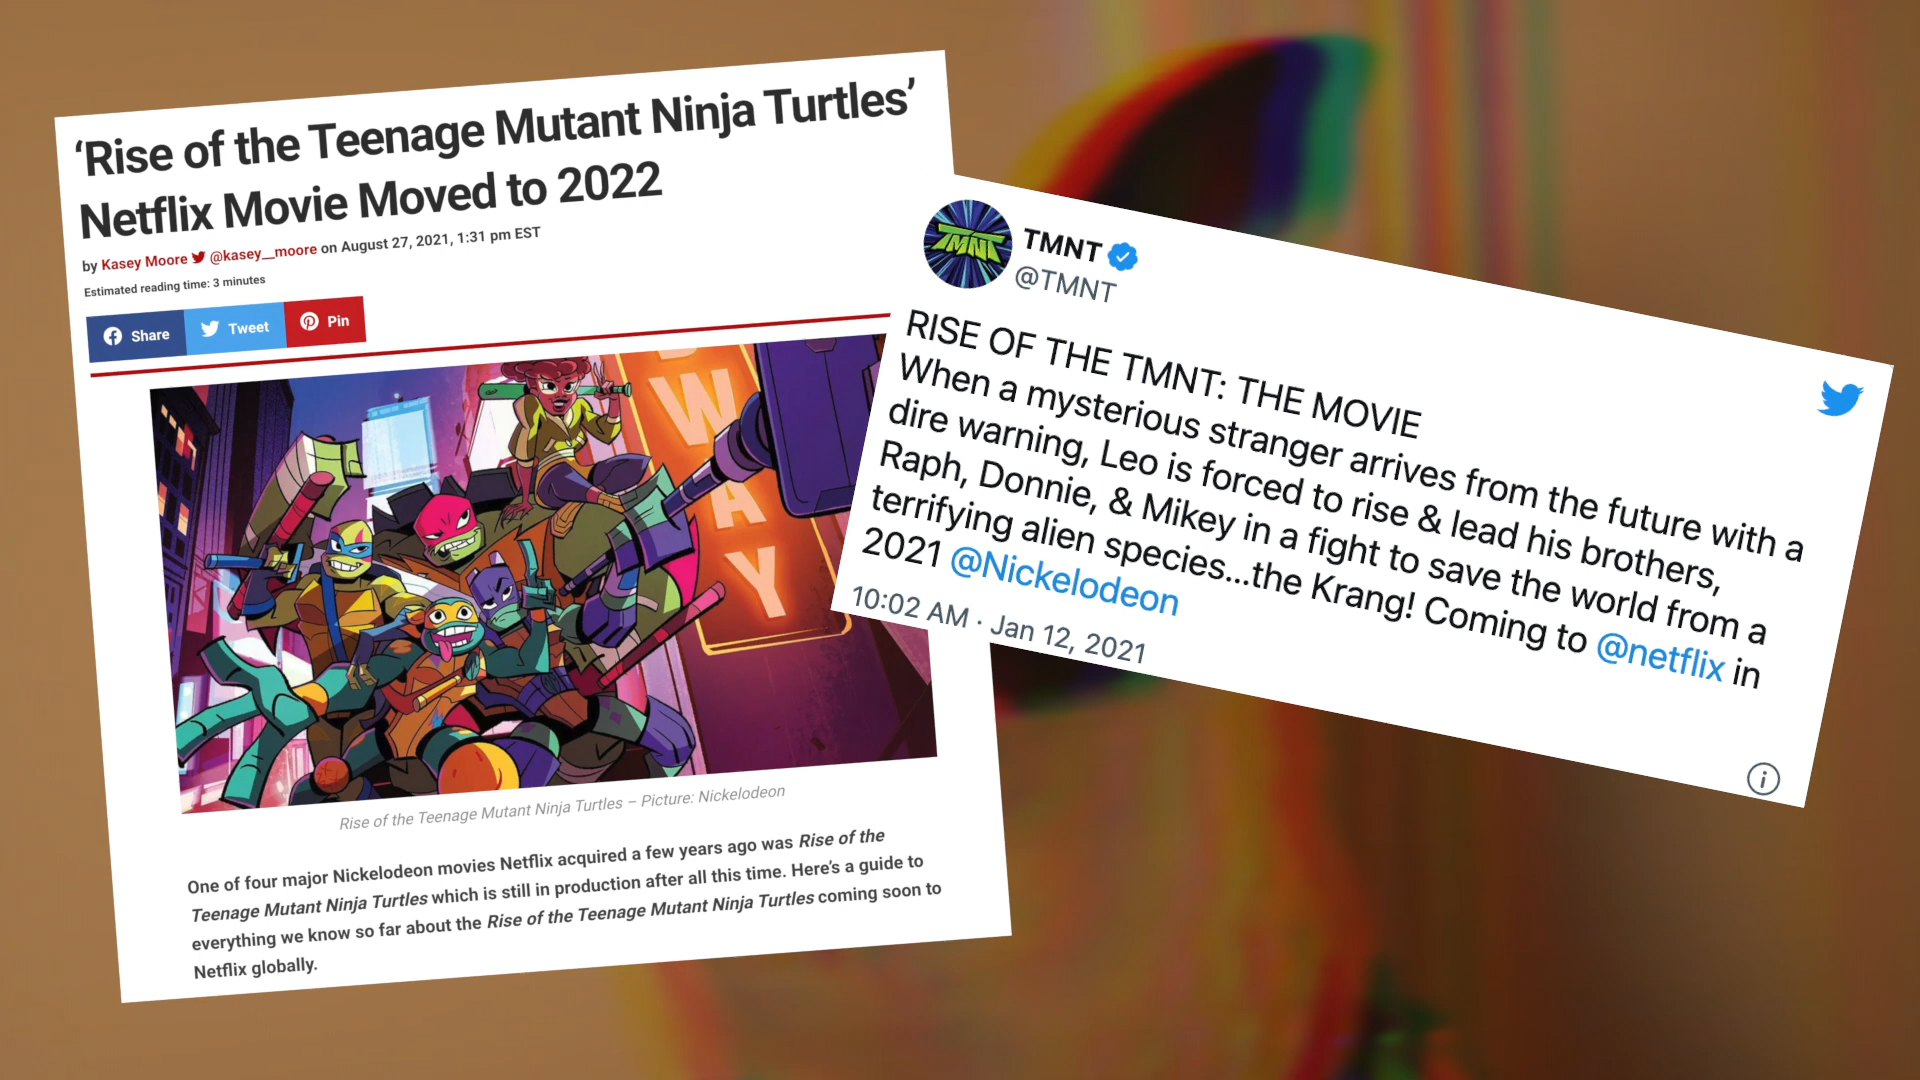 ‘Rise of the Teenage Mutant Ninja Turtles’
Netflix Movie Moved to 2022
by Kasey Moore @kasey__moore on August 27, 2021, 1:31 pm EST
Estimated reading time: 3 minutes
Share Tweet Pin
WAY
Rise of the Teenage Mutant Ninja Turtles – Picture: Nickelodeon
One of four major Nickelodeon movies Netflix acquired a few years ago was Rise of the
Teenage Mutant Ninja Turtles which is still in production after all this time. Here’s a guide to
everything we know so far about the Rise of the Teenage Mutant Ninja Turtles coming soon to
Netflix globally.
TMNT
TMNT
@TMNT
RISE OF THE TMNT: THE MOVIE
When a mysterious stranger arrives from the future with a
dire warning, Leo is forced to rise & lead his brothers,
Raph, Donnie, & Mikey in a fight to save the world from a
terrifying alien species...the Krang! Coming to @netflix in
2021 @Nickelodeon
10:02 AM · Jan 12, 2021